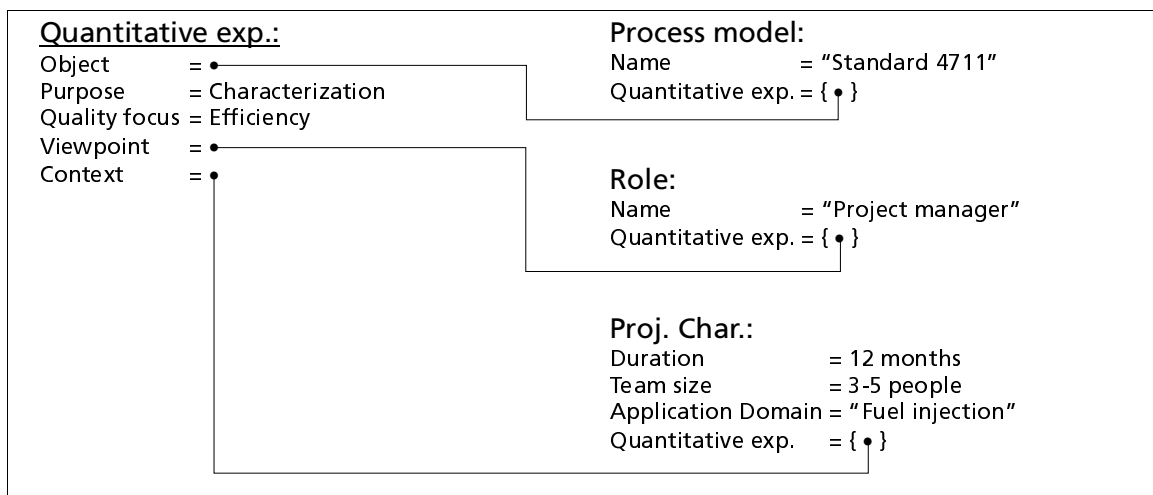 Quantitative exp.:
Object = •
Purpose = Characterization
Quality focus = Efficiency
Viewpoint = •
Context = •
Process model:
Name = “Standard 4711”
Quantitative exp. = { • }
Role:
Name = “Project manager”
Quantitative exp. = { • }
Proj. Char.:
Duration = 12 months
Team size = 3-5 people
Application Domain = “Fuel injection”
Quantitative exp. = { • }